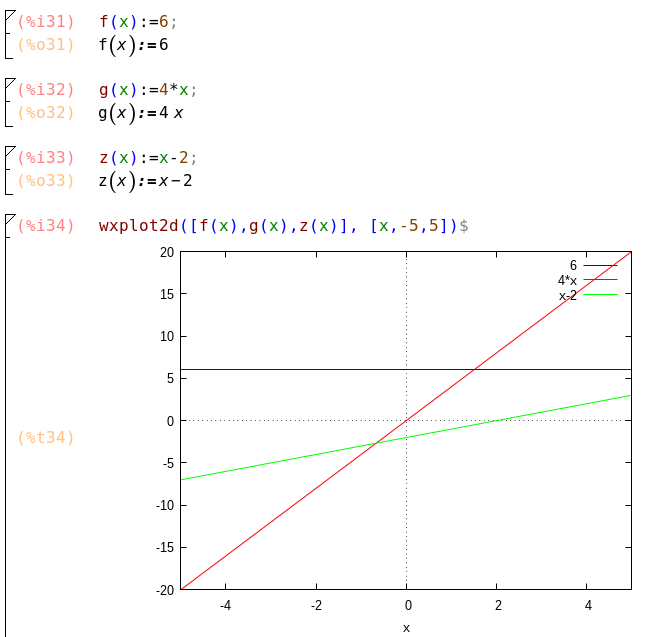 (%i31) f(x):=6;
(%o31) f(x):=6
(%i32) g(x):=4*x;
(%o32) g(x):=4 x
(%i33) z(x):=x-2;
(%o33) z(x):=x−2
(%i34) wxplot2d([f(x),g(x),z(x)], [x,-5,5])$
(%t34)
20
15
10
5
0
-5
-10
-15
-20
6
4*x
x-2
-4 -2 0 2 4
x